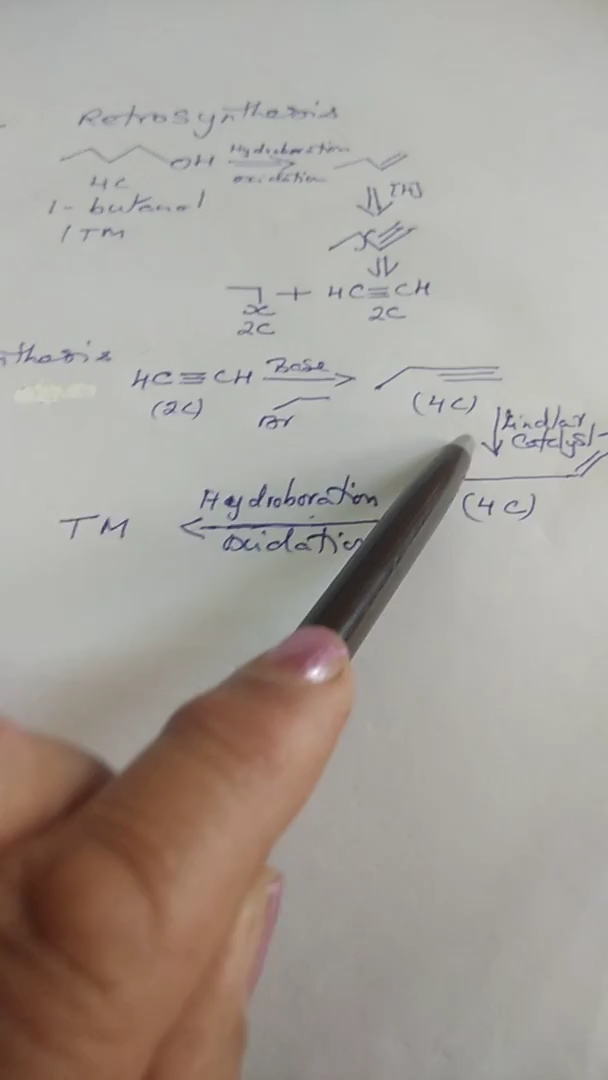 Retrosynthesis
OH Hydroboration
oxidation
4C
1-butanol
/TM
[H]
x + HC≡CH
2C 2C
nthesis
HC≡CH Base
(2C) Br (4C)
Lindlar
Catalyst
(4C)
TM Hydroboration
oxidation